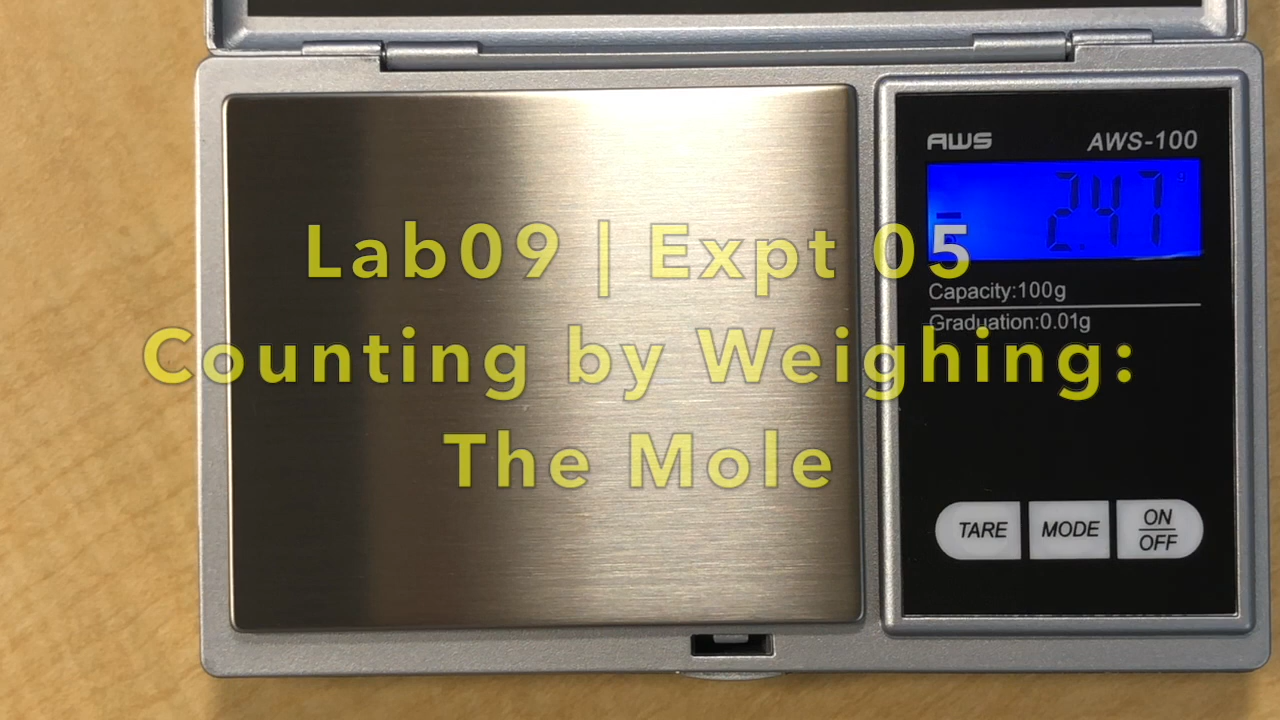 AWS AWS-100
-2.47
Capacity:100g
Graduation:0.01g
Lab09 | Expt 05
Counting by Weighing:
The Mole
TARE MODE ON
OFF